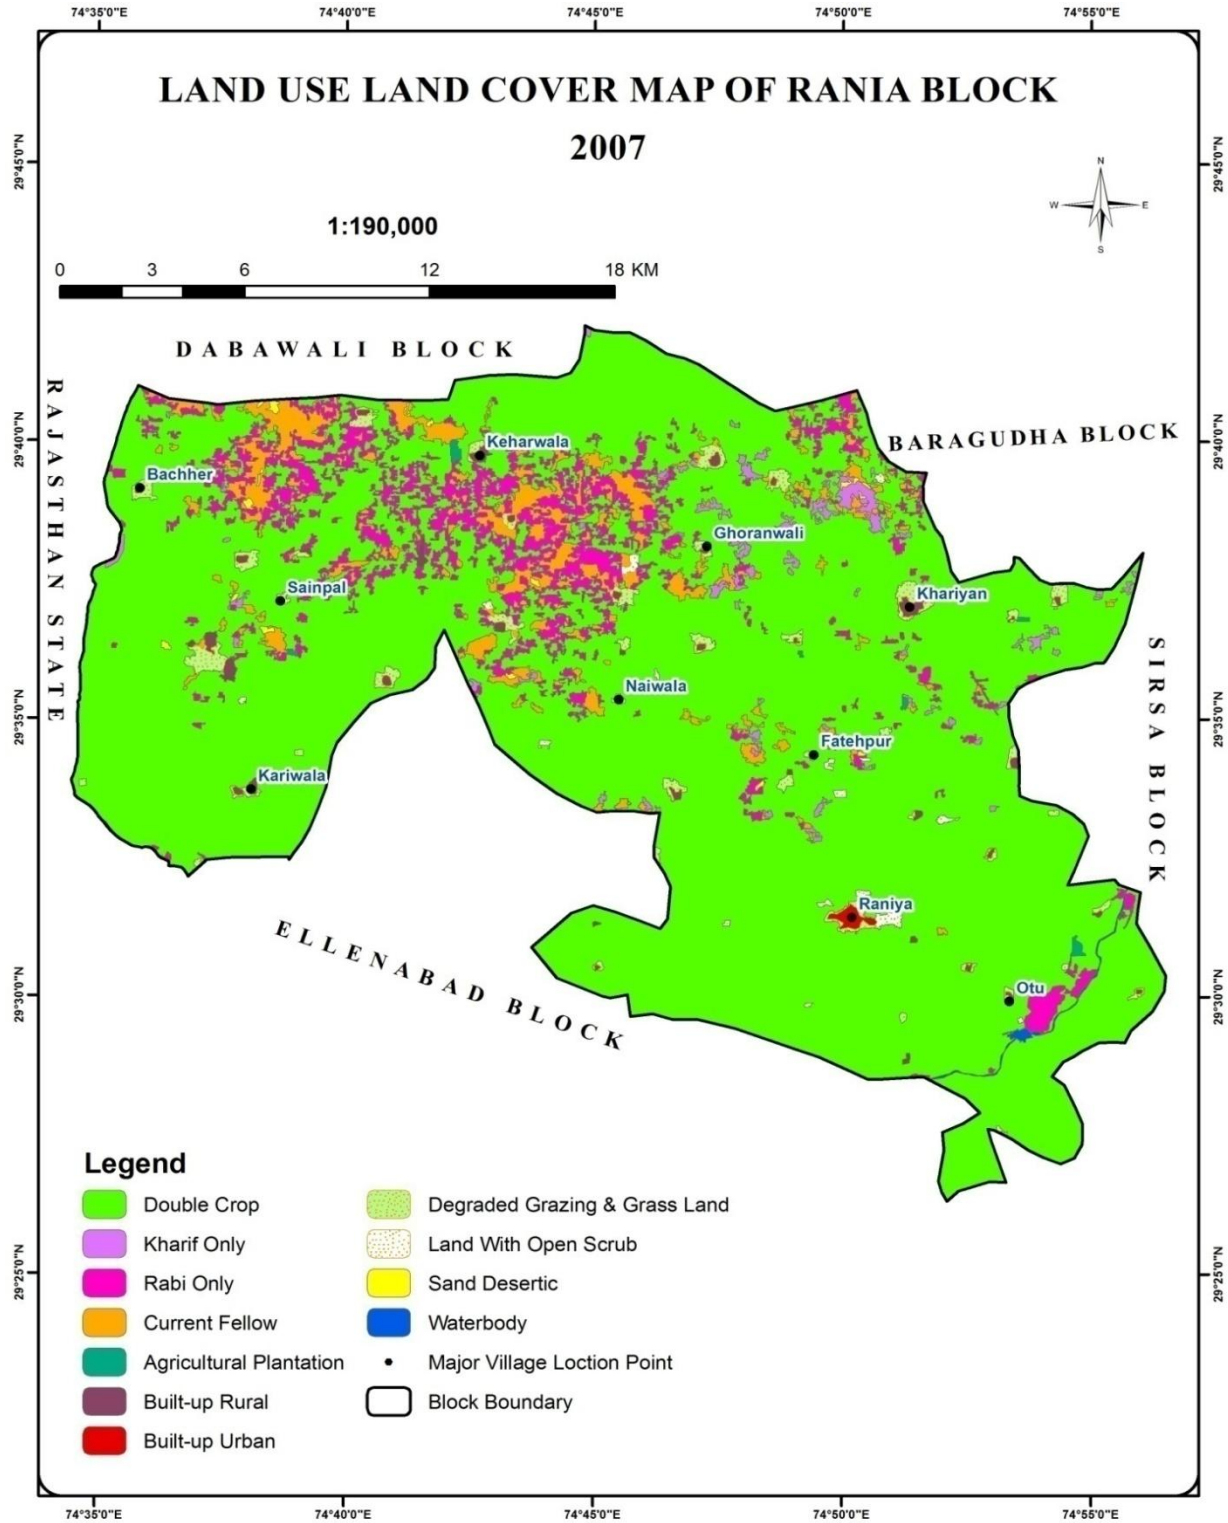 74°35'0"E 74°40'0"E 74°45'0"E 74°50'0"E 74°55'0"E
LAND USE LAND COVER MAP OF RANIA BLOCK
2007
29°45'0"N 29°45'0"N
N
W E
S
1:190,000
0 3 6 12 18 KM
DABAWALI BLOCK
RAJASTHAN STATE
BARAGUDHA BLOCK
29°40'0"N 29°40'0"N
Keharwala
Bachher
Ghoranwali
Sainpal
Khariyan
SIRSA BLOCK
Naiwala
29°35'0"N 29°35'0"N
Fatehpur
Kariwala
Raniya
ELLENABAD BLOCK
Otu
29°30'0"N 29°30'0"N
Legend
Double Crop
Kharif Only
Rabi Only
Current Fellow
Agricultural Plantation
Built-up Rural
Built-up Urban
Degraded Grazing & Grass Land
Land With Open Scrub
Sand Desertic
Waterbody
Major Village Loction Point
Block Boundary
29°25'0"N 29°25'0"N
74°35'0"E 74°40'0"E 74°45'0"E 74°50'0"E 74°55'0"E